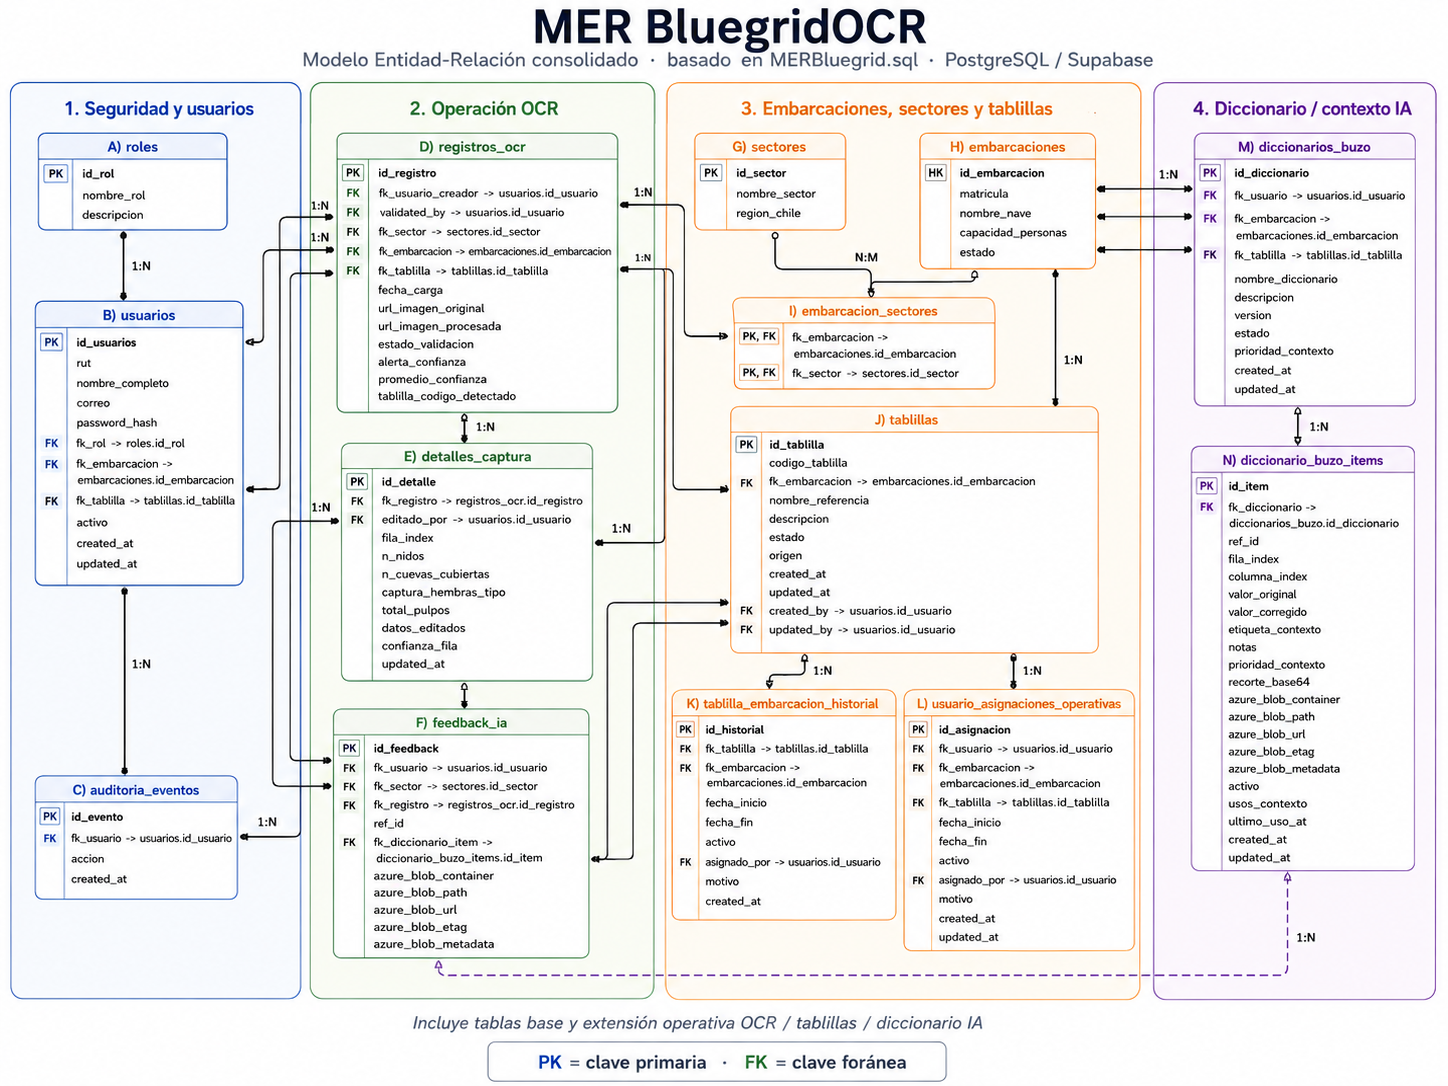 MER BluegridOCR
Modelo Entidad-Relación consolidado · basado en MERBluegrid.sql · PostgreSQL / Supabase
1. Seguridad y usuarios
A) roles
PK id_rol
nombre_rol
descripcion
1:N
B) usuarios
PK id_usuarios
rut
nombre_completo
correo
password_hash
FK fk_rol -> roles.id_rol
FK fk_embarcacion ->
embarcaciones.id_embarcacion
FK fk_tablilla -> tablillas.id_tablilla
activo
created_at
updated_at
1:N
C) auditoria_eventos
PK id_evento
FK fk_usuario -> usuarios.id_usuario
accion
created_at
1:N
1:N
1:N
1:N
2. Operación OCR
D) registros_ocr
PK id_registro
FK fk_usuario_creador -> usuarios.id_usuario
FK validated_by -> usuarios.id_usuario
FK fk_sector -> sectores.id_sector
FK fk_embarcacion -> embarcaciones.id_embarcacion
FK fk_tablilla -> tablillas.id_tablilla
fecha_carga
url_imagen_original
url_imagen_procesada
estado_validacion
alerta_confianza
promedio_confianza
tablilla_codigo_detectado
1:N
E) detalles_captura
PK id_detalle
FK fk_registro -> registros_ocr.id_registro
FK editado_por -> usuarios.id_usuario
fila_index
n_nidos
n_cuevas_cubiertas
captura_hembras_tipo
total_pulpos
datos_editados
confianza_fila
updated_at
F) feedback_ia
PK id_feedback
FK fk_usuario -> usuarios.id_usuario
FK fk_sector -> sectores.id_sector
FK fk_registro -> registros_ocr.id_registro
ref_id
FK fk_diccionario_item ->
diccionario_buzo_items.id_item
azure_blob_container
azure_blob_path
azure_blob_url
azure_blob_etag
azure_blob_metadata
1:N
1:N
1:N
3. Embarcaciones, sectores y tablillas
G) sectores
PK id_sector
nombre_sector
region_chile
H) embarcaciones
HK id_embarcacion
matricula
nombre_nave
capacidad_personas
estado
N:M
I) embarcacion_sectores
PK, FK fk_embarcacion ->
embarcaciones.id_embarcacion
PK, FK fk_sector -> sectores.id_sector
1:N
J) tablillas
PK id_tablilla
codigo_tablilla
FK fk_embarcacion -> embarcaciones.id_embarcacion
nombre_referencia
descripcion
estado
origen
created_at
updated_at
FK created_by -> usuarios.id_usuario
FK updated_by -> usuarios.id_usuario
1:N
1:N
K) tablilla_embarcacion_historial
PK id_historial
FK fk_tablilla -> tablillas.id_tablilla
FK fk_embarcacion ->
embarcaciones.id_embarcacion
fecha_inicio
fecha_fin
activo
FK asignado_por -> usuarios.id_usuario
motivo
created_at
L) usuario_asignaciones_operativas
PK id_asignacion
FK fk_usuario -> usuarios.id_usuario
FK fk_embarcacion ->
embarcaciones.id_embarcacion
FK fk_tablilla -> tablillas.id_tablilla
fecha_inicio
fecha_fin
activo
FK asignado_por -> usuarios.id_usuario
motivo
created_at
updated_at
4. Diccionario / contexto IA
1:N
M) diccionarios_buzo
PK id_diccionario
FK fk_usuario -> usuarios.id_usuario
FK fk_embarcacion ->
embarcaciones.id_embarcacion
FK fk_tablilla -> tablillas.id_tablilla
nombre_diccionario
descripcion
version
estado
prioridad_contexto
created_at
updated_at
1:N
N) diccionario_buzo_items
PK id_item
FK fk_diccionario ->
diccionarios_buzo.id_diccionario
ref_id
fila_index
columna_index
valor_original
valor_corregido
etiqueta_contexto
notas
prioridad_contexto
recorte_base64
azure_blob_container
azure_blob_path
azure_blob_url
azure_blob_etag
azure_blob_metadata
activo
usos_contexto
ultimo_uso_at
created_at
updated_at
1:N
Incluye tablas base y extensión operativa OCR / tablillas / diccionario IA
PK = clave primaria · FK = clave foránea